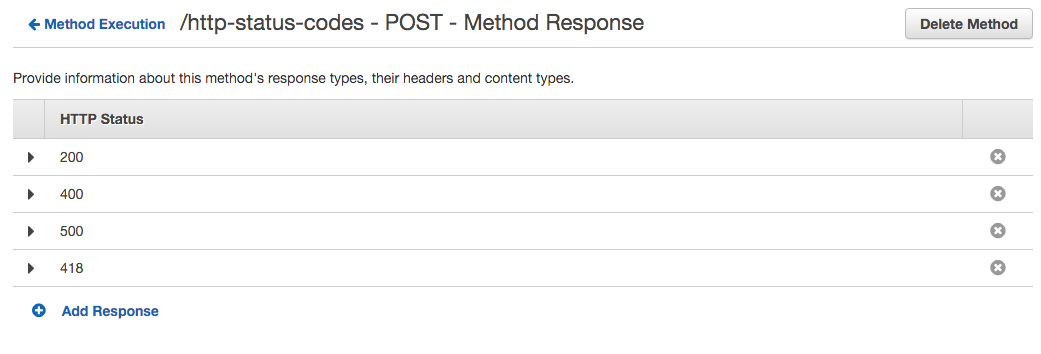 Method Execution /http-status-codes - POST - Method Response Delete Method
Provide information about this method's response types, their headers and content types.
HTTP Status
200
400
500
418
Add Response